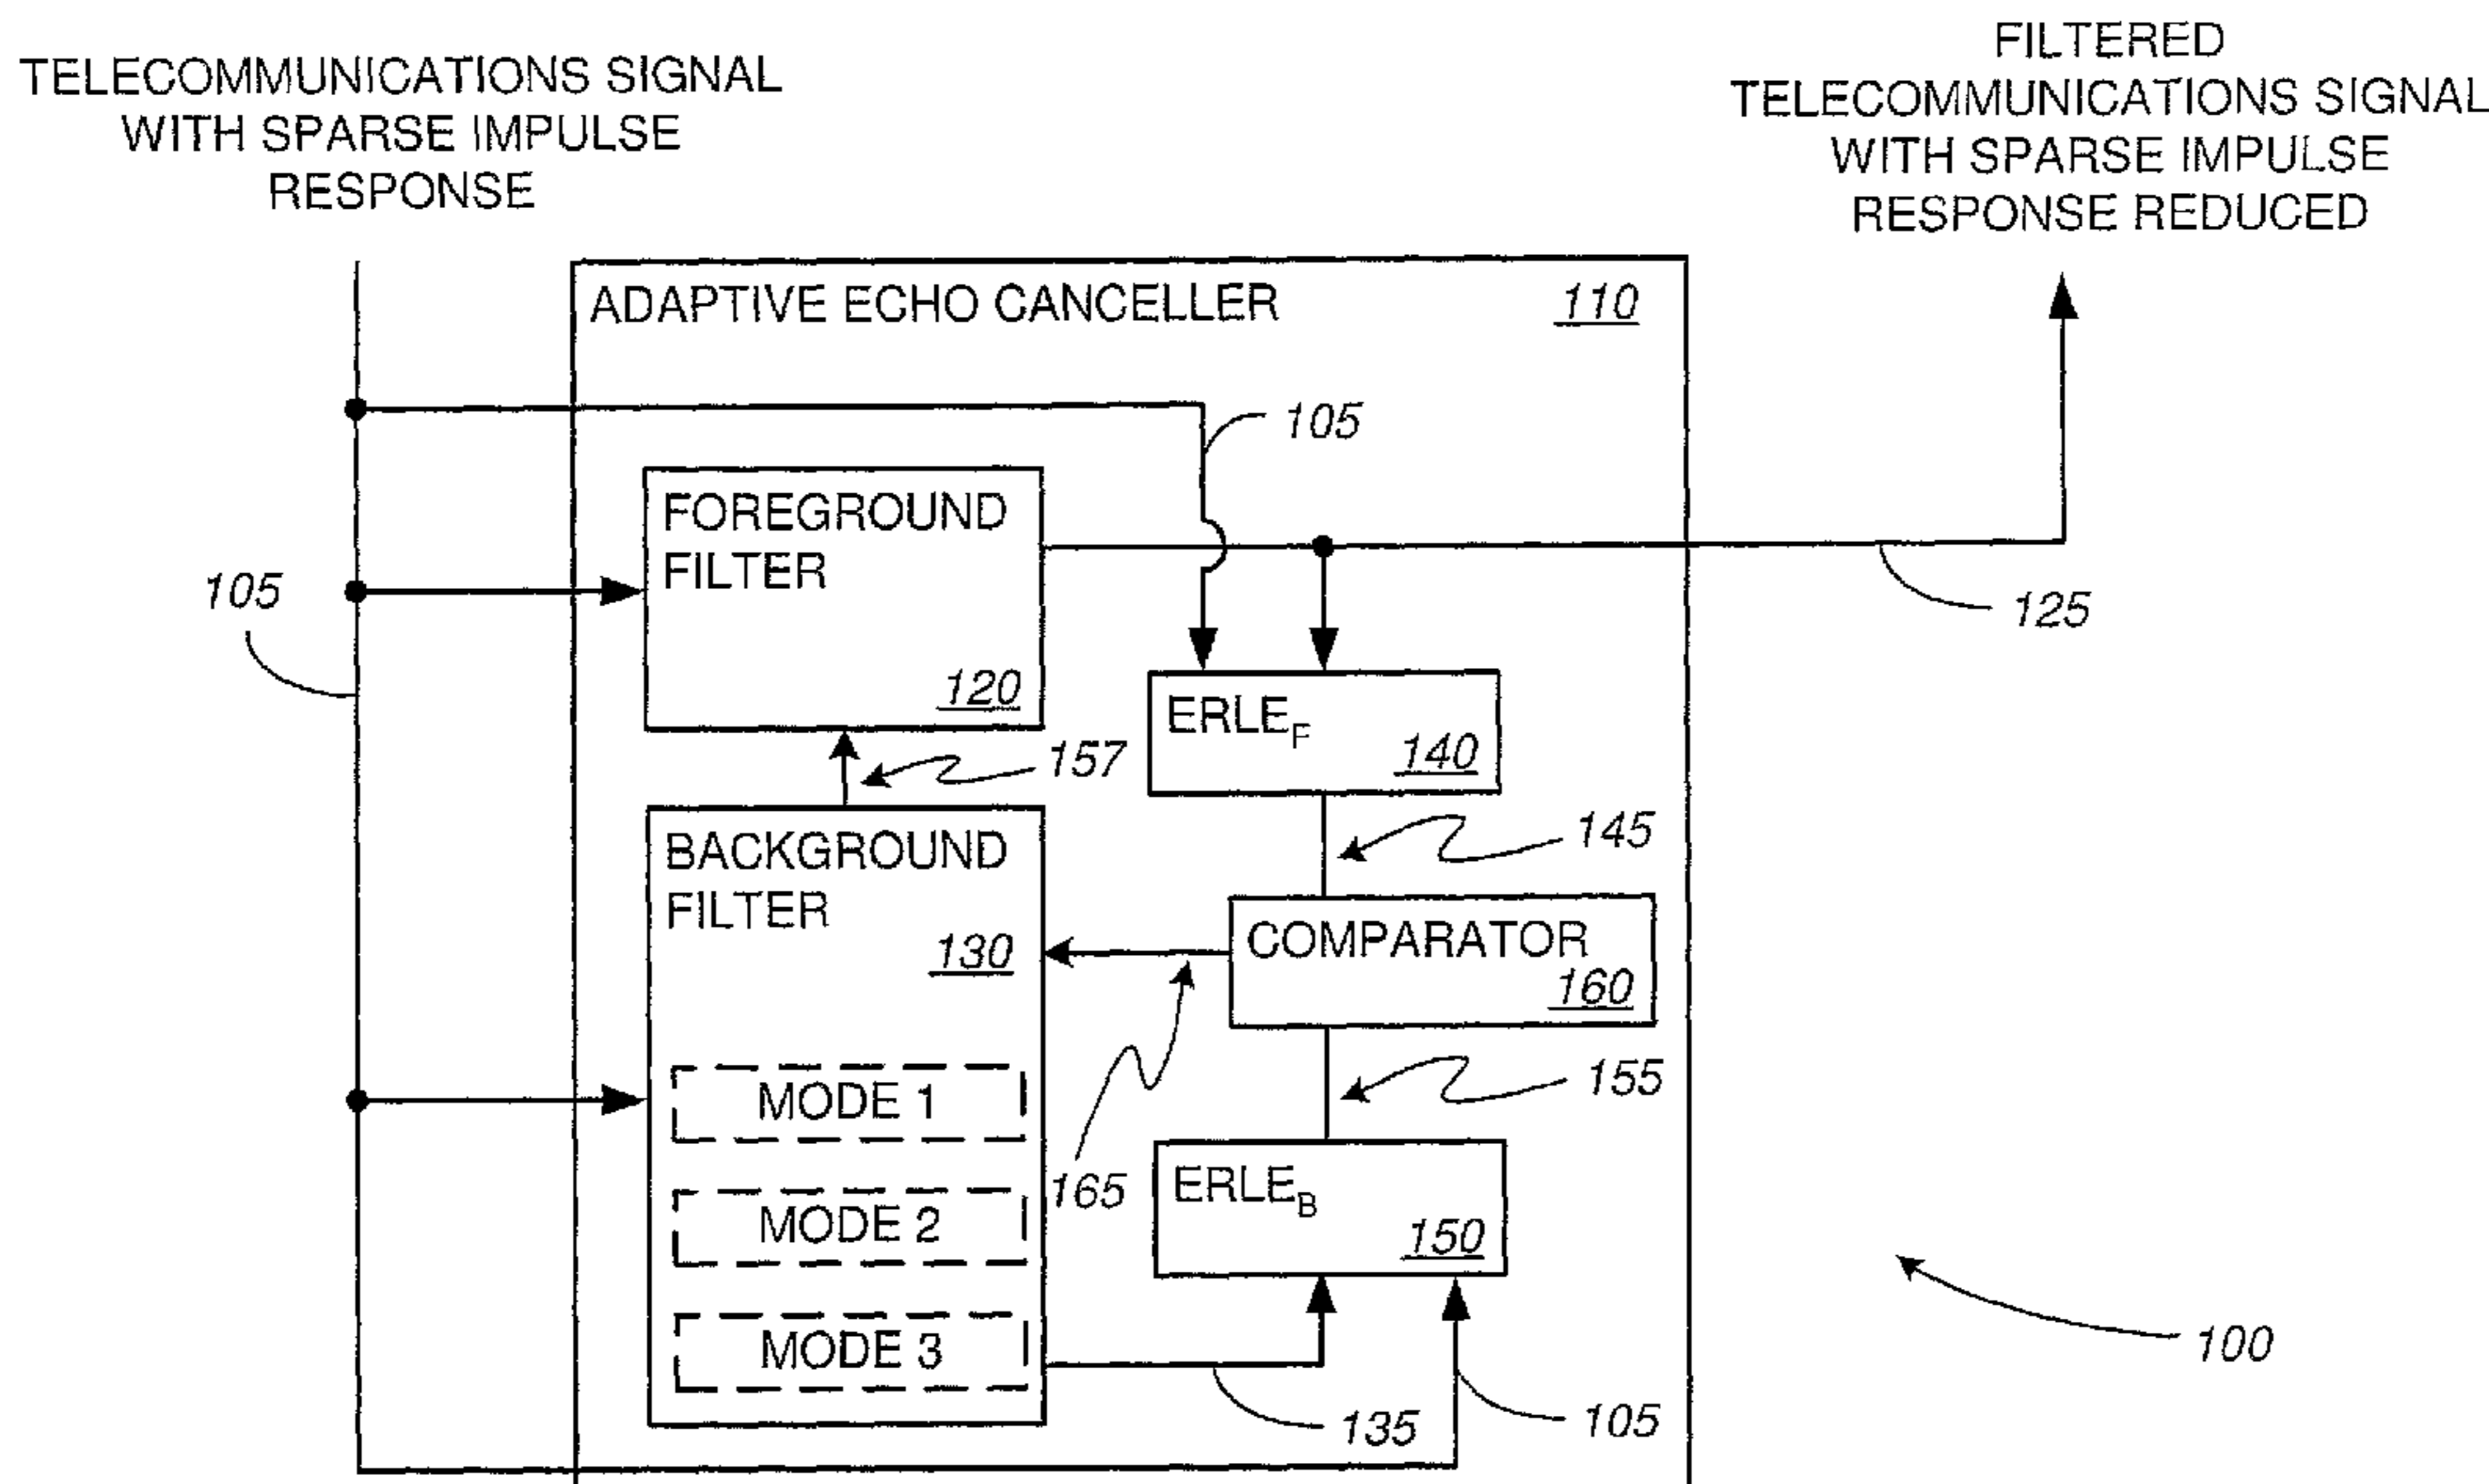 TELECOMMUNICATIONS SIGNAL
WITH SPARSE IMPULSE
RESPONSE
FILTERED
TELECOMMUNICATIONS SIGNAL
WITH SPARSE IMPULSE
RESPONSE REDUCED
ADAPTIVE ECHO CANCELLER
110
105
FOREGROUND
FILTER
120
105
125
ERLE_F
140
157
145
BACKGROUND
FILTER
130
COMPARATOR
160
155
MODE 1
MODE 2
MODE 3
165
ERLE_B
150
135
105
100